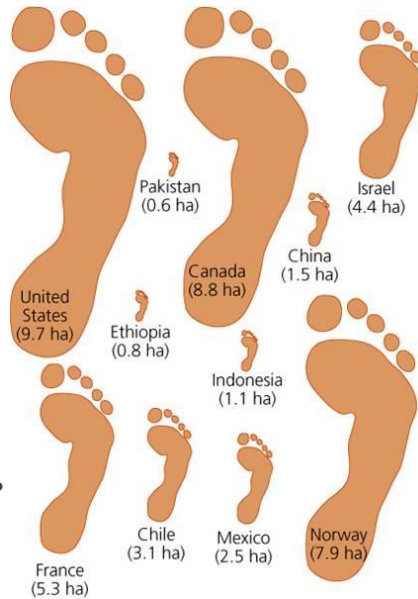 Pakistan
(0.6 ha)
Israel
(4.4 ha)
China
(1.5 ha)
Canada
(8.8 ha)
United
States
(9.7 ha)
Ethiopia
(0.8 ha)
Indonesia
(1.1 ha)
Chile
(3.1 ha)
Mexico
(2.5 ha)
Norway
(7.9 ha)
France
(5.3 ha)